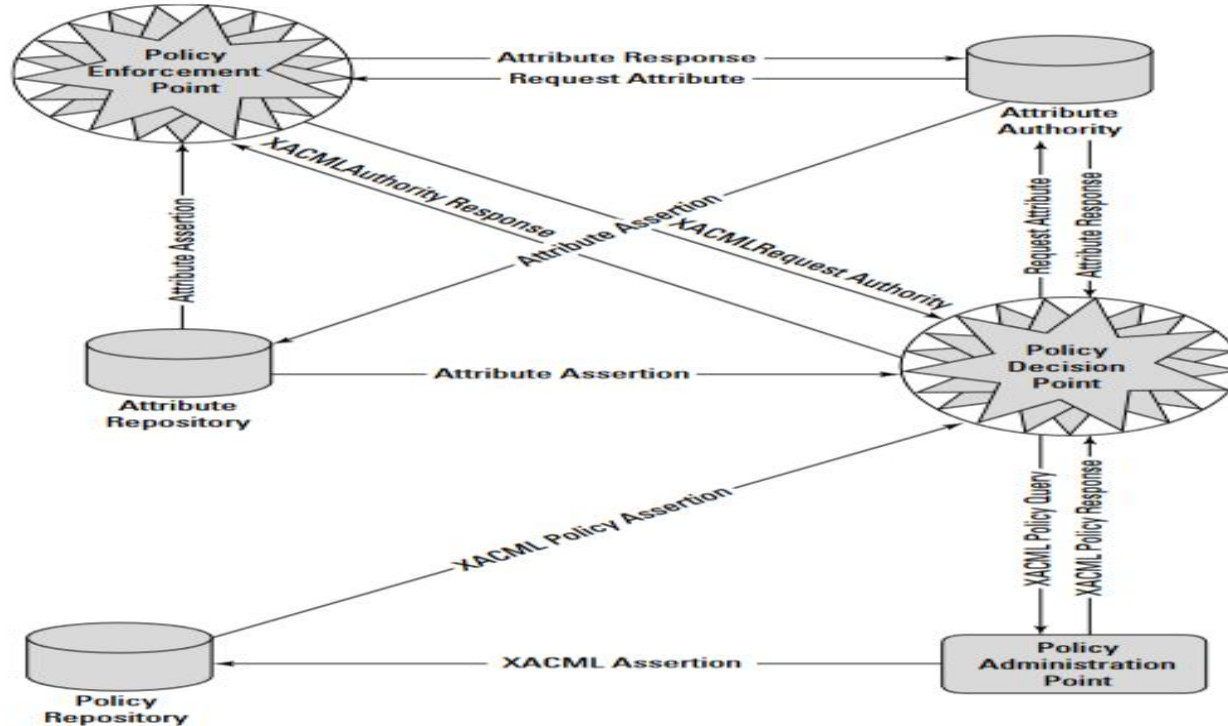 Policy
Enforcement
Point
Attribute Response
Request Attribute
Attribute
Authority
XACMLAuthority Response
Attribute Assertion
XACMLRequest Authority
Attribute Assertion
Request Attribute
Attribute Response
Attribute Assertion
Policy
Decision
Point
Attribute
Repository
XACML Policy Assertion
XACML Policy Query
XACML Policy Response
XACML Assertion
Policy
Administration
Point
Policy
Repository